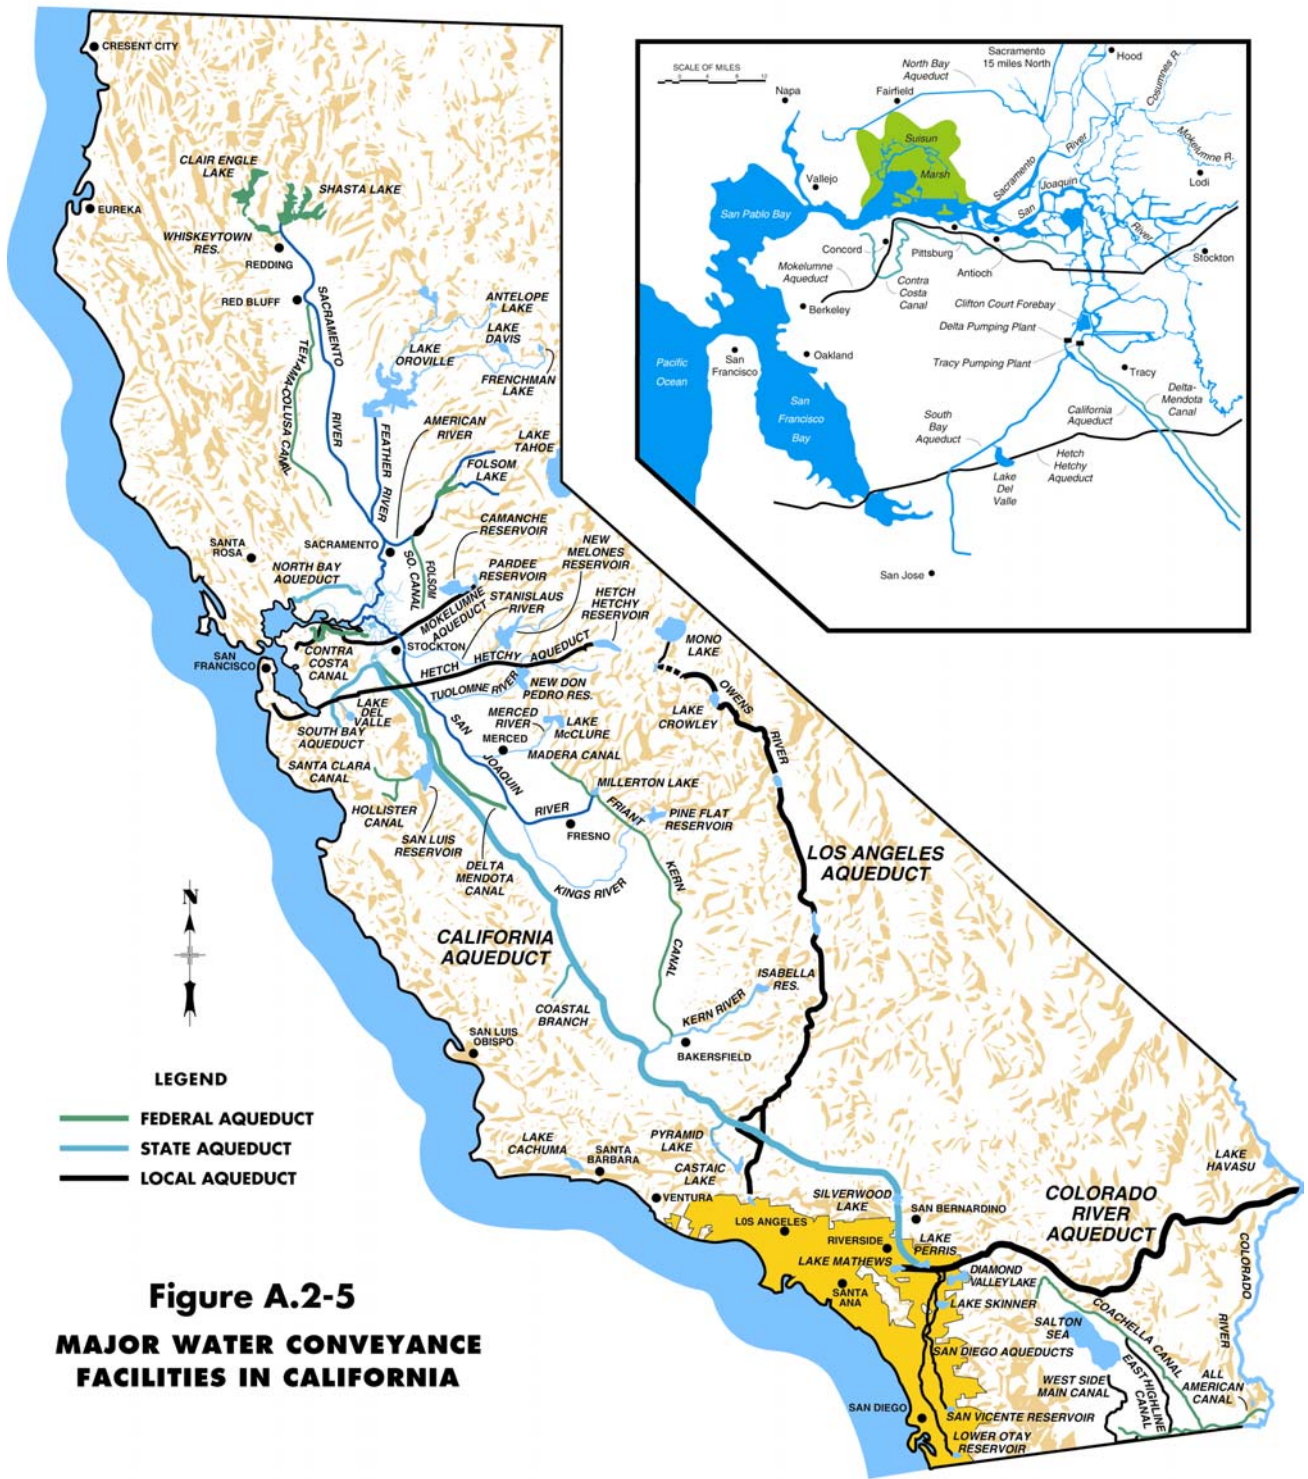 CRESENT CITY
CLAIR ENGLE
LAKE
SHASTA LAKE
EUREKA
WHISKEYTOWN
RES.
REDDING
RED BLUFF
SACRAMENTO
RIVER
TEHAMA-COLUSA CANAL
ANTELOPE
LAKE
LAKE
DAVIS
LAKE
OROVILLE
FRENCHMAN
LAKE
FEATHER RIVER
AMERICAN
RIVER
LAKE
TAHOE
FOLSOM
LAKE
CAMANCHE
RESERVOIR
NEW
MELONES
RESERVOIR
SANTA
ROSA
SACRAMENTO
NORTH BAY
AQUEDUCT
FOLSOM
SO. CANAL
PARDEE
RESERVOIR
STANISLAUS
RIVER
HETCH
HETCHY
RESERVOIR
MOKELUMNE
AQUEDUCT
STOCKTON
MONO
LAKE
SAN
FRANCISCO
CONTRA
COSTA
CANAL
HETCH HETCHY AQUEDUCT
TUOLOMNE RIVER
NEW DON
PEDRO RES.
OWENS
RIVER
LAKE
CROWLEY
LAKE
DEL
VALLE
SOUTH BAY
AQUEDUCT
SAN
JOAQUIN
RIVER
MERCED
RIVER
LAKE
McCLURE
MERCED
MADERA CANAL
SANTA CLARA
CANAL
MILLERTON LAKE
HOLLISTER
CANAL
SAN LUIS
RESERVOIR
FRESNO
FRIANT
KERN
CANAL
PINE FLAT
RESERVOIR
DELTA
MENDOTA
CANAL
KINGS RIVER
LOS ANGELES
AQUEDUCT
CALIFORNIA
AQUEDUCT
N
COASTAL
BRANCH
ISABELLA
RES.
KERN RIVER
BAKERSFIELD
SAN LUIS
OBISPO
LEGEND
FEDERAL AQUEDUCT
STATE AQUEDUCT
LOCAL AQUEDUCT
LAKE
CACHUMA
SANTA
BARBARA
PYRAMID
LAKE
CASTAIC
LAKE
VENTURA
LOS ANGELES
SILVERWOOD
LAKE
SAN BERNARDINO
RIVERSIDE
LAKE
PERRIS
LAKE MATHEWS
SANTA
ANA
COLORADO
RIVER
AQUEDUCT
LAKE
HAVASU
COLORADO
RIVER
DIAMOND
VALLEY LAKE
LAKE SKINNER
SALTON
SEA
COACHELLA CANAL
SAN DIEGO AQUEDUCTS
WEST SIDE
MAIN CANAL
EAST HIGHLINE
CANAL
ALL
AMERICAN
CANAL
SAN DIEGO
SAN VICENTE RESERVOIR
LOWER OTAY
RESERVOIR
Figure A.2-5
MAJOR WATER CONVEYANCE
FACILITIES IN CALIFORNIA
SCALE OF MILES
Napa
North Bay
Aqueduct
Fairfield
Sacramento
15 miles North
Hood
Cosumnes R.
Mokelumne R.
Lodi
Suisun
Marsh
Vallejo
San Pablo Bay
Sacramento
River
San
Joaquin
River
Stockton
Concord
Pittsburg
Antioch
Mokelumne
Aqueduct
Contra
Costa
Canal
Clifton Court Forebay
Delta Pumping Plant
Tracy Pumping Plant
Berkeley
Oakland
San
Francisco
Pacific
Ocean
San
Francisco
Bay
Tracy
Delta-
Mendota
Canal
California
Aqueduct
South
Bay
Aqueduct
Lake
Del
Valle
Hetch
Hetchy
Aqueduct
San Jose